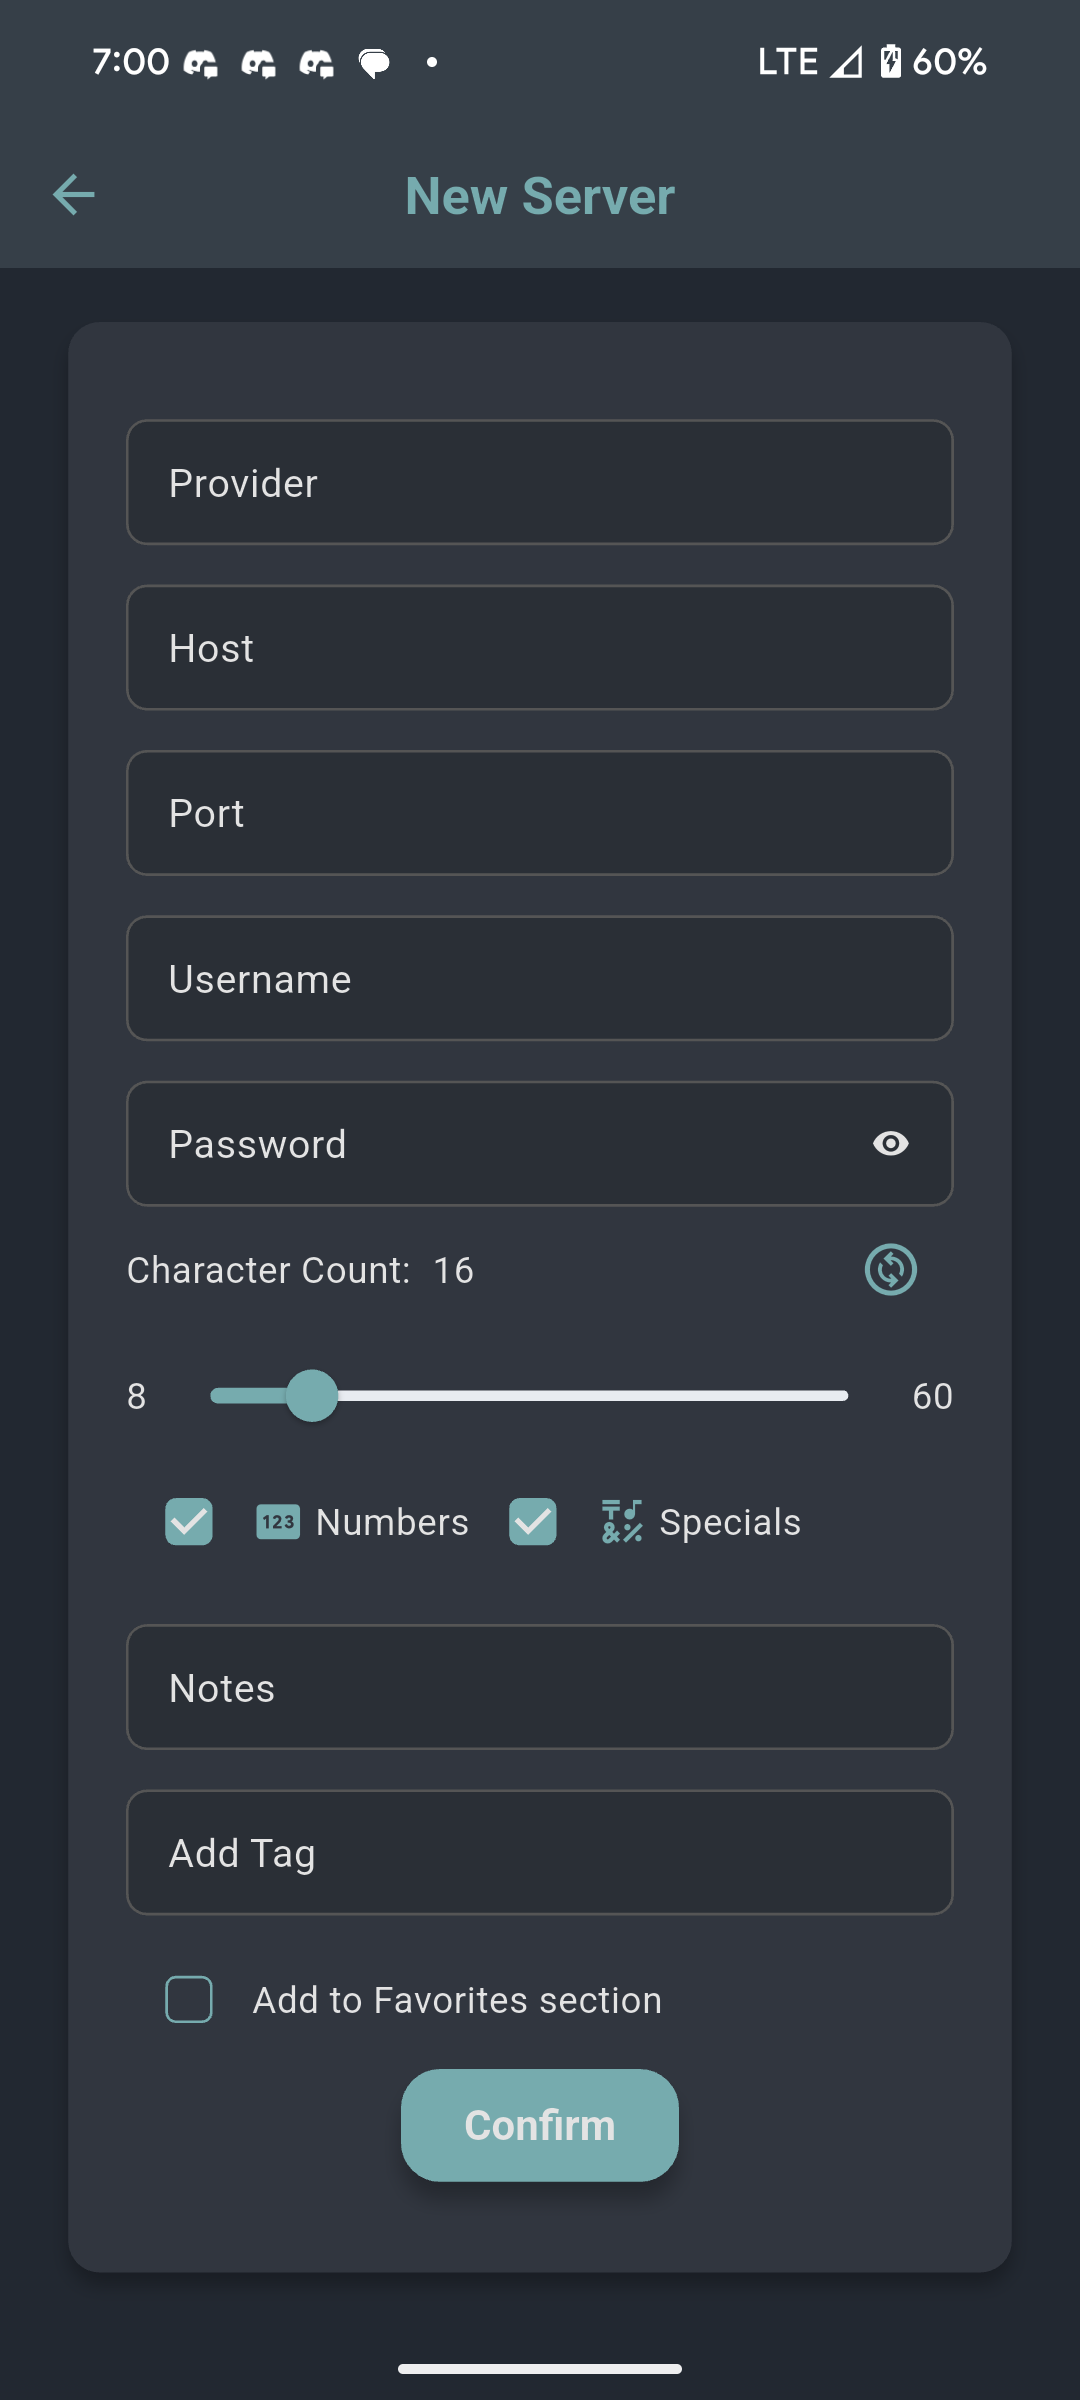 7:00 LTE 60%
New Server
Provider
Host
Port
Username
Password
Character Count: 16
8 60
123 Numbers Specials
Notes
Add Tag
Add to Favorites section
Confirm